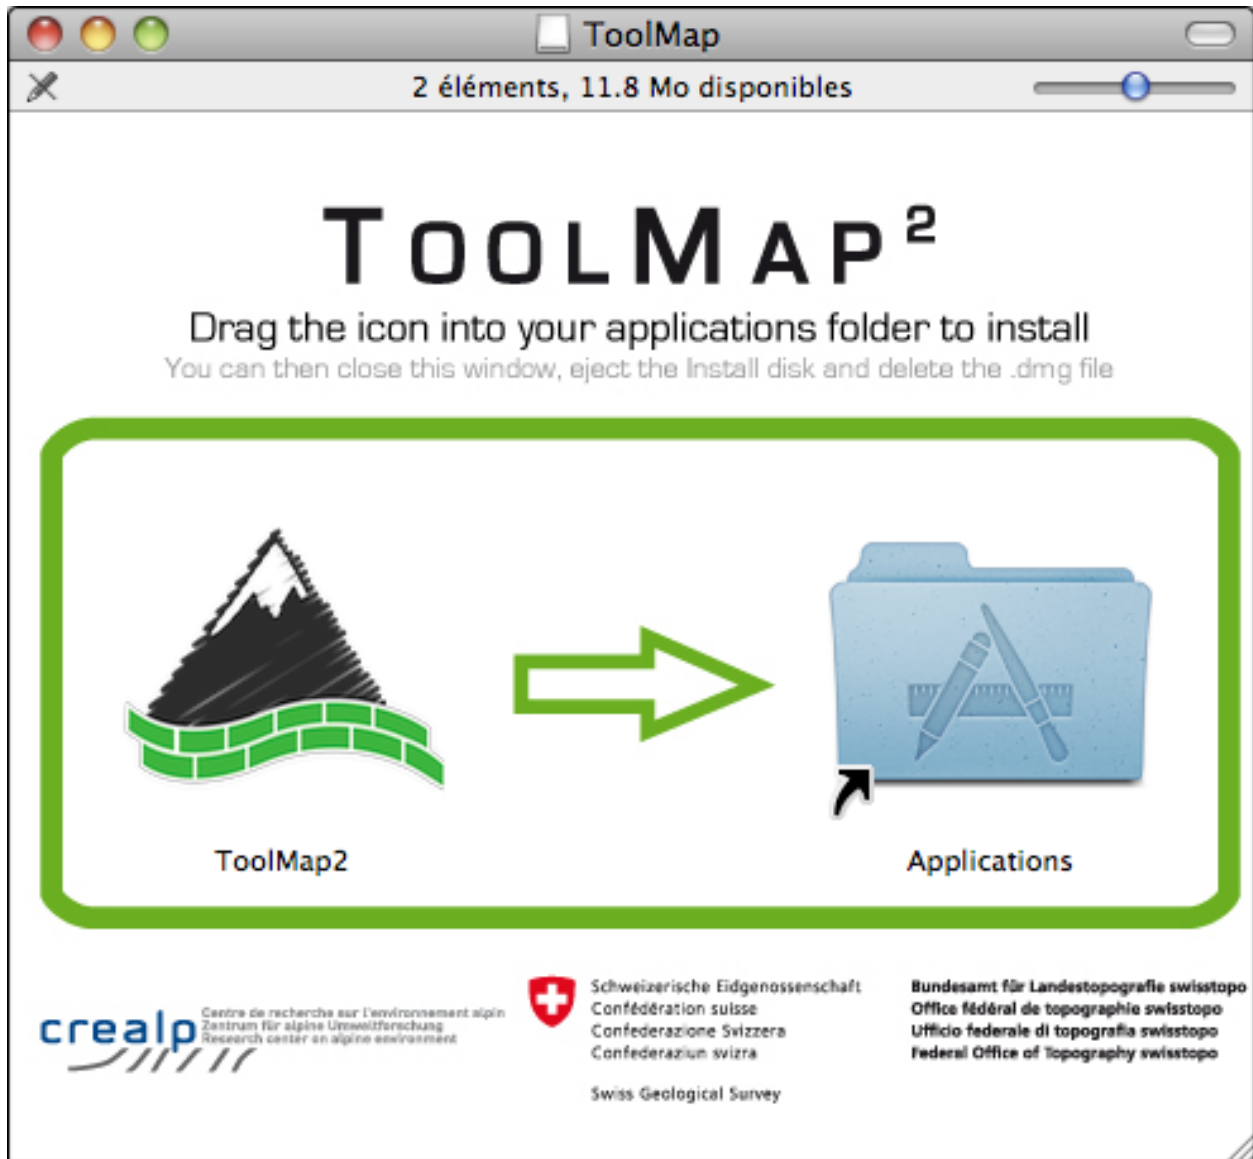 ToolMap
2 éléments, 11.8 Mo disponibles
TOOLMAP²
Drag the icon into your applications folder to install
You can then close this window, eject the Install disk and delete the .dmg file
ToolMap2
Applications
crealp
Centre de recherche sur l'environnement alpin
Zentrum für alpine Umweltforschung
Research center on alpine environment
Schweizerische Eidgenossenschaft
Confédération suisse
Confederazione Svizzera
Confederaziun svizra
Swiss Geological Survey
Bundesamt für Landestopografie swisstopo
Office fédéral de topographie swisstopo
Ufficio federale di topografia swisstopo
Federal Office of Topography swisstopo